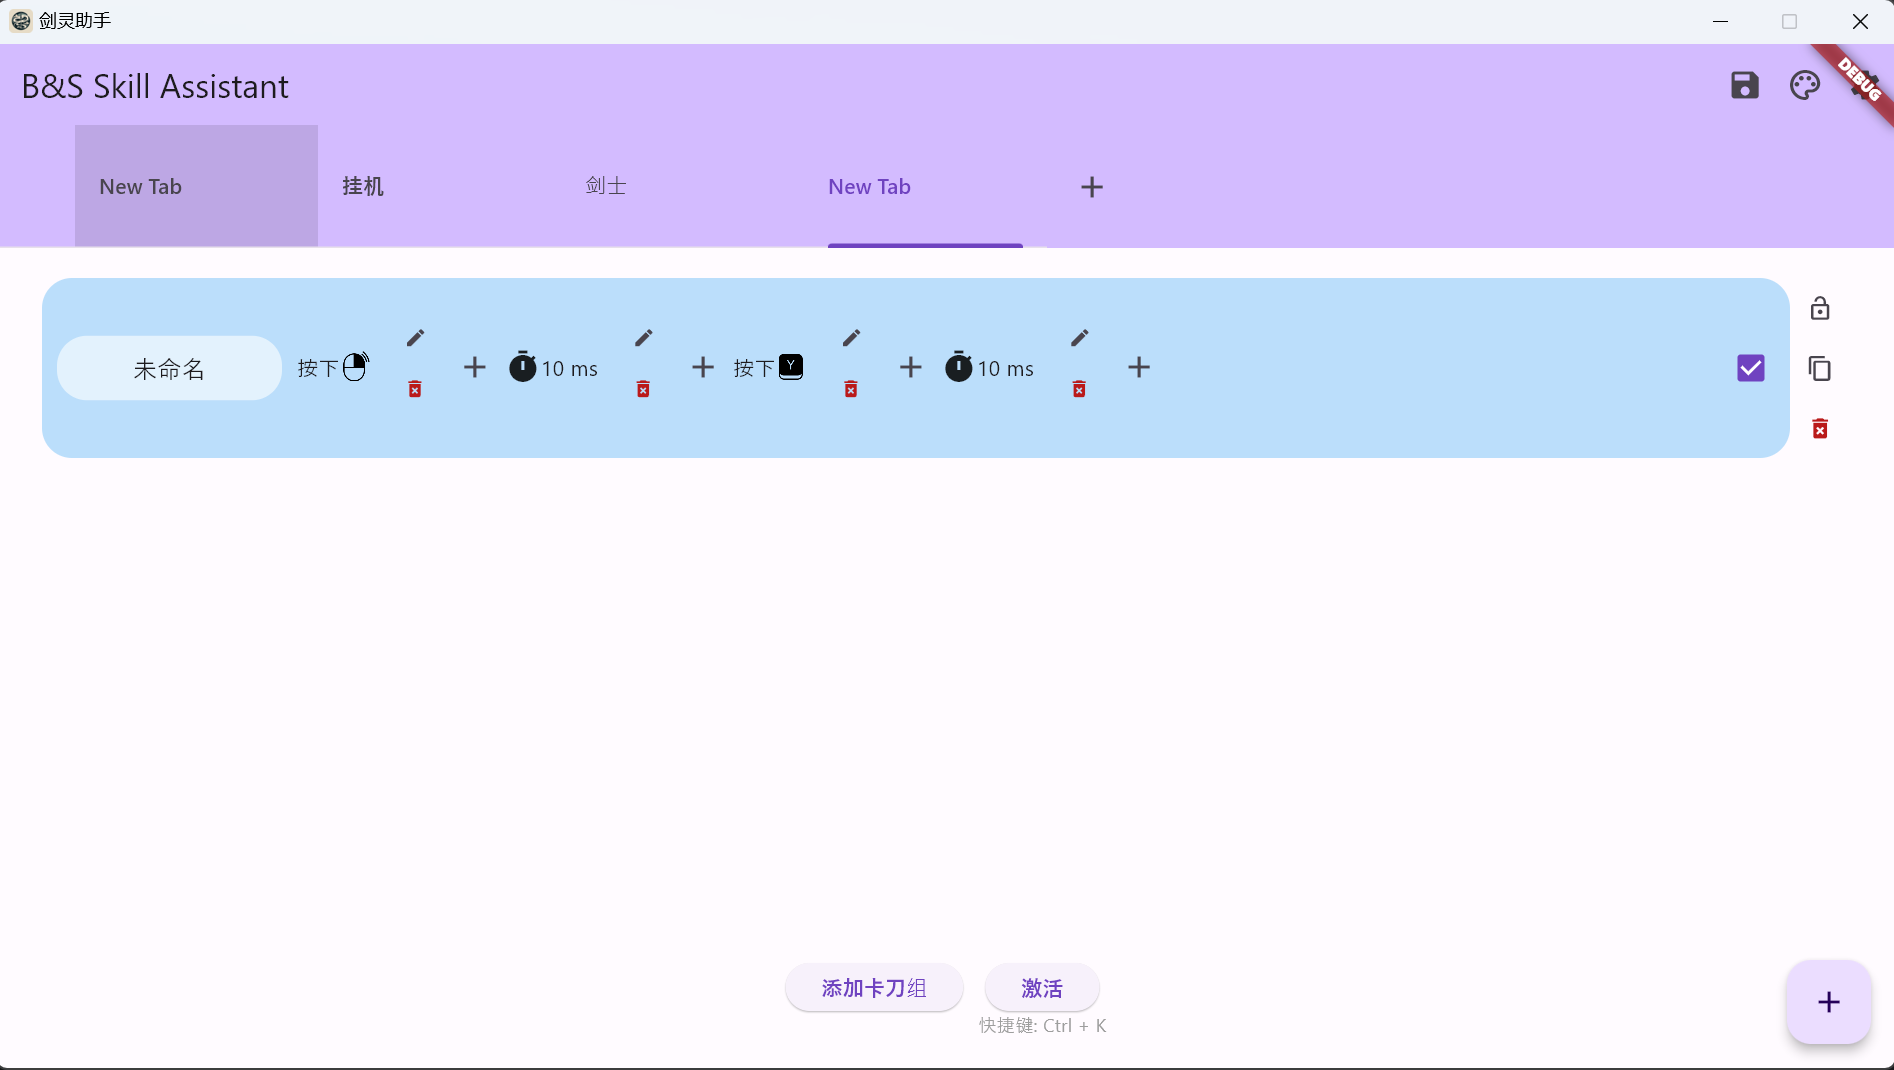 剑灵助手
B&S Skill Assistant
DEBUG
New Tab 挂机 剑士 New Tab
未命名 按下 10 ms 按下 Y 10 ms
添加卡刀组 激活
快捷键: Ctrl + K